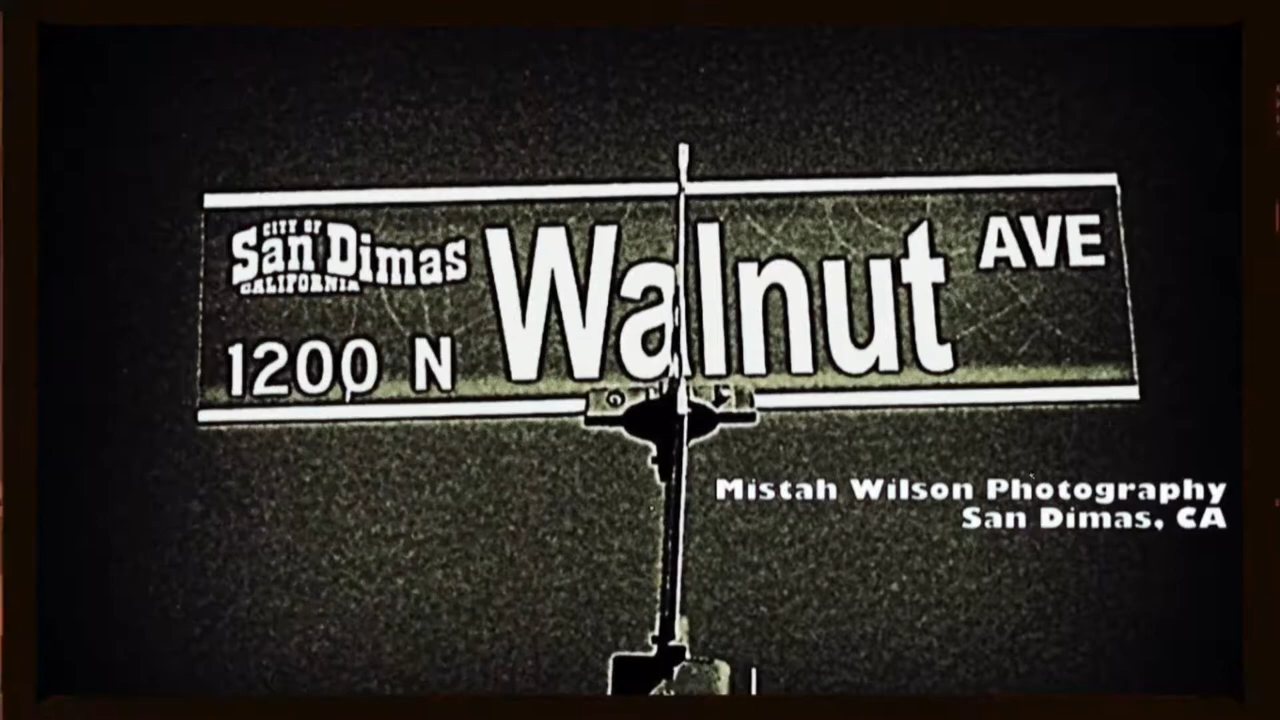 CITY OF
San Dimas
CALIFORNIA
1200 N
Walnut AVE
Mistah Wilson Photography
San Dimas, CA